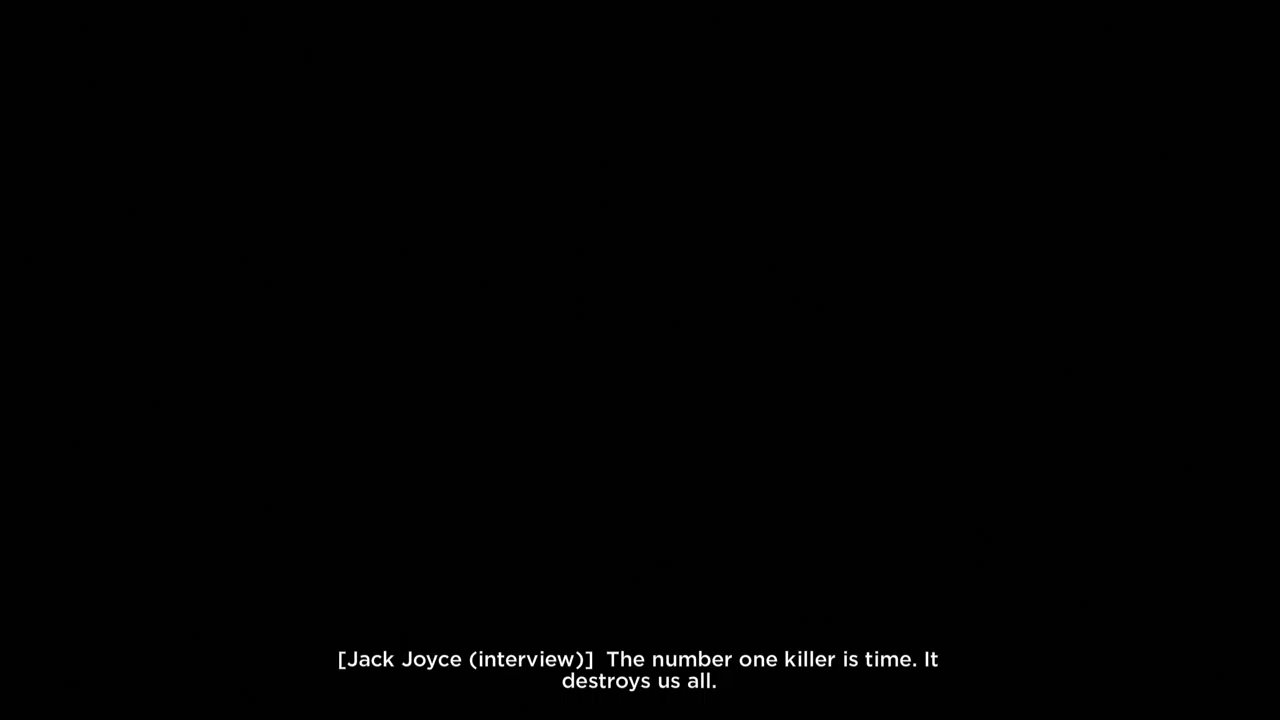 [Jack Joyce (interview)]  The number one killer is time. It
destroys us all.